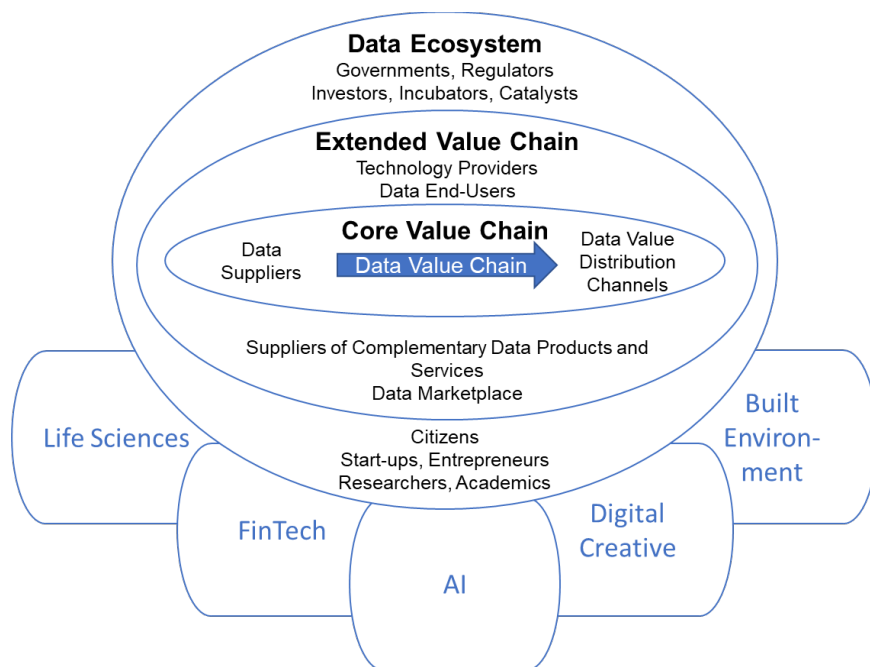 Data Ecosystem
Governments, Regulators
Investors, Incubators, Catalysts
Extended Value Chain
Technology Providers
Data End-Users
Core Value Chain
Data
Suppliers
Data Value Chain
Data Value
Distribution
Channels
Suppliers of Complementary Data Products and
Services
Data Marketplace
Citizens
Start-ups, Entrepreneurs
Researchers, Academics
Life Sciences
FinTech
AI
Digital
Creative
Built
Environ-
ment